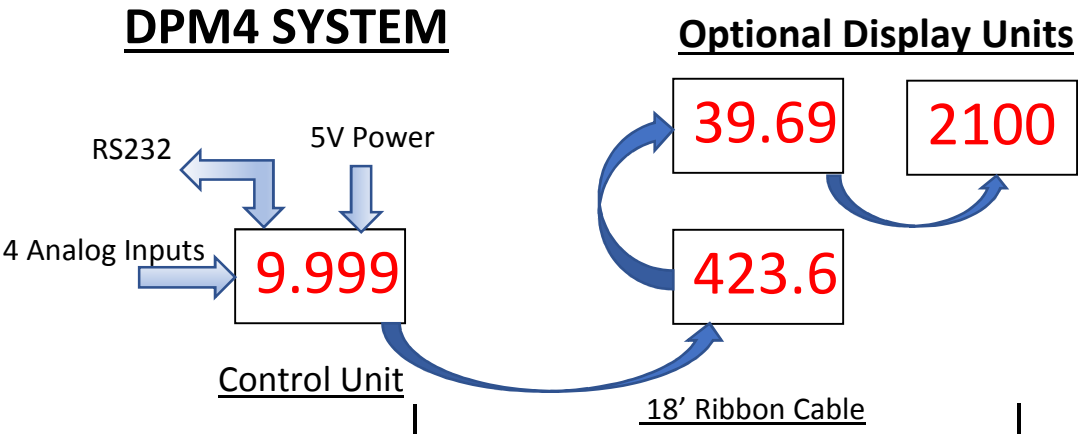 DPM4 SYSTEM
Optional Display Units
39.69
2100
RS232
5V Power
4 Analog Inputs
9.999
423.6
Control Unit
18’ Ribbon Cable